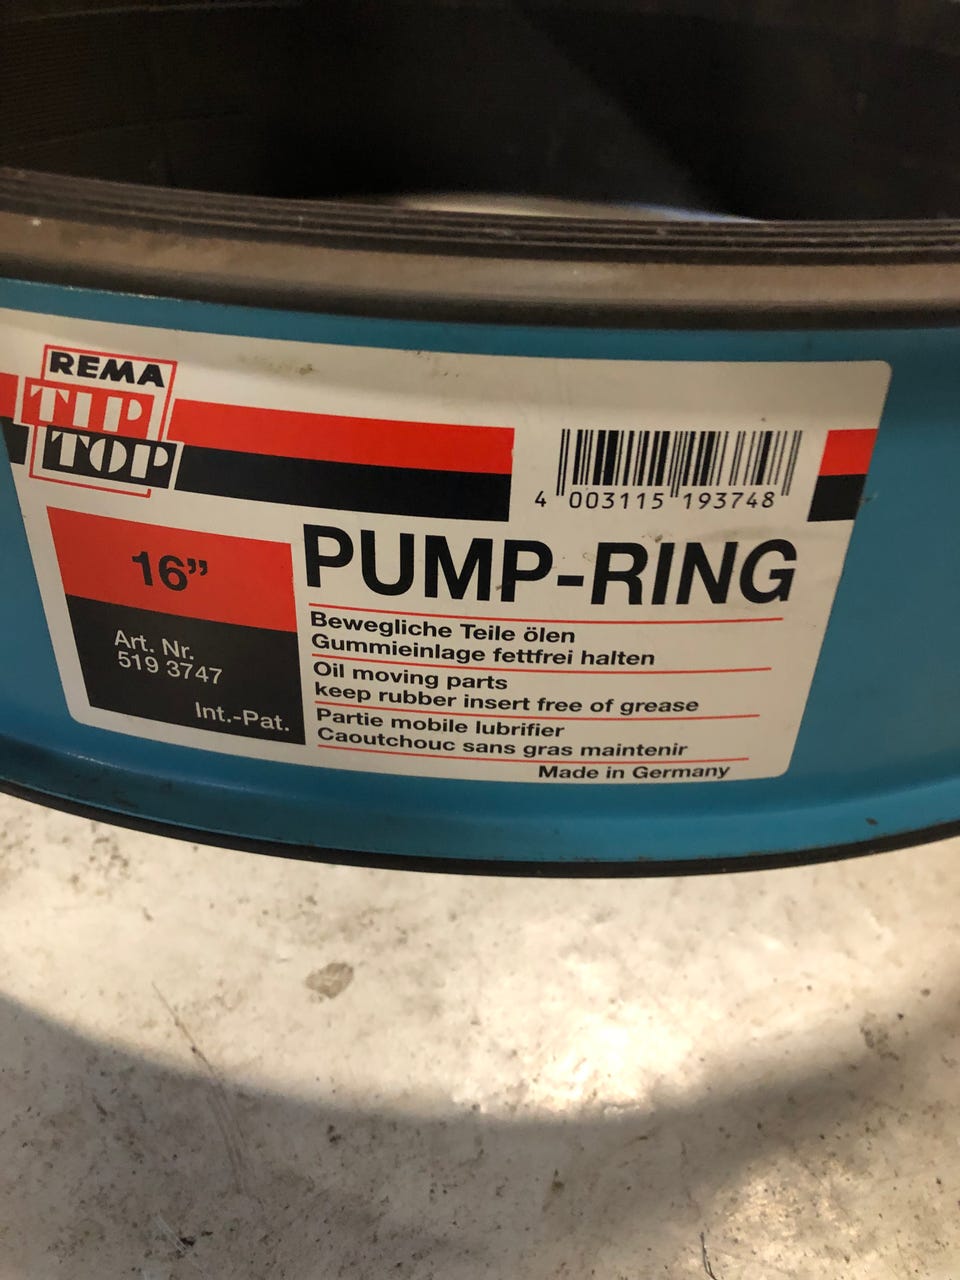 REMA
TIP
TOP
4 003115 193748
16”
Art. Nr.
519 3747
Int.-Pat.
PUMP-RING
Bewegliche Teile ölen
Gummieinlage fettfrei halten
Oil moving parts
keep rubber insert free of grease
Partie mobile lubrifier
Caoutchouc sans gras maintenir
Made in Germany